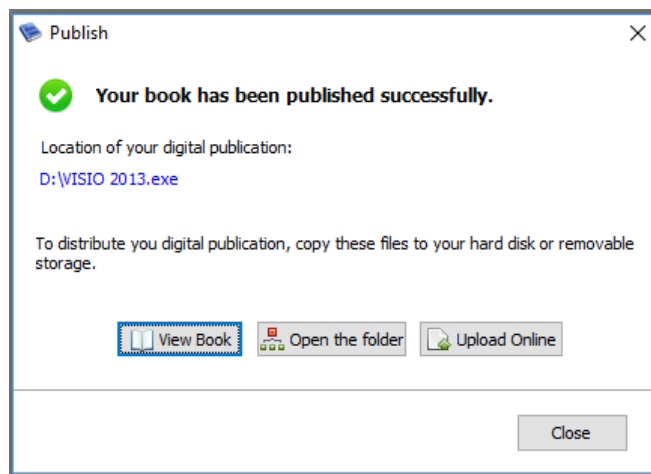 Publish
Your book has been published successfully.
Location of your digital publication:
D:\VISIO 2013.exe
To distribute you digital publication, copy these files to your hard disk or removable
storage.
View Book Open the folder Upload Online
Close